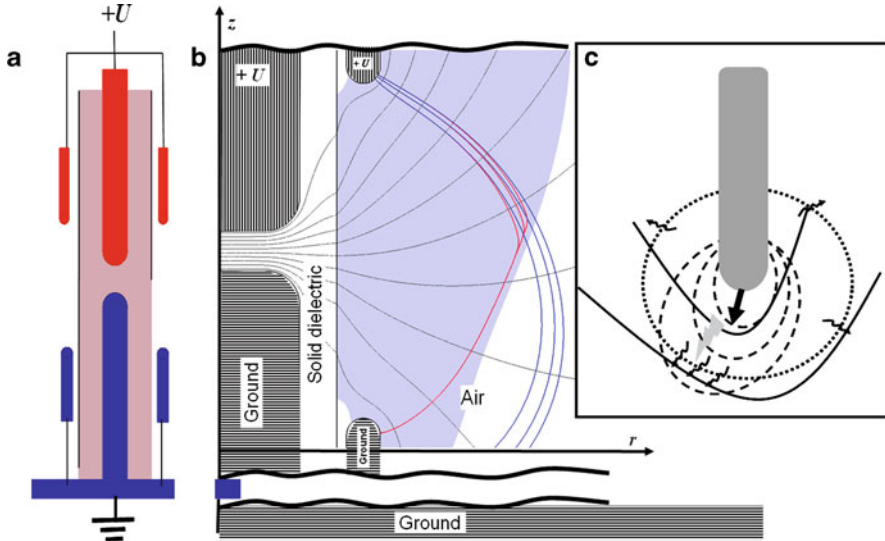 +U
a
b
z
c
+ U
+ U
Solid dielectric
Ground
Air
Ground
r
Ground